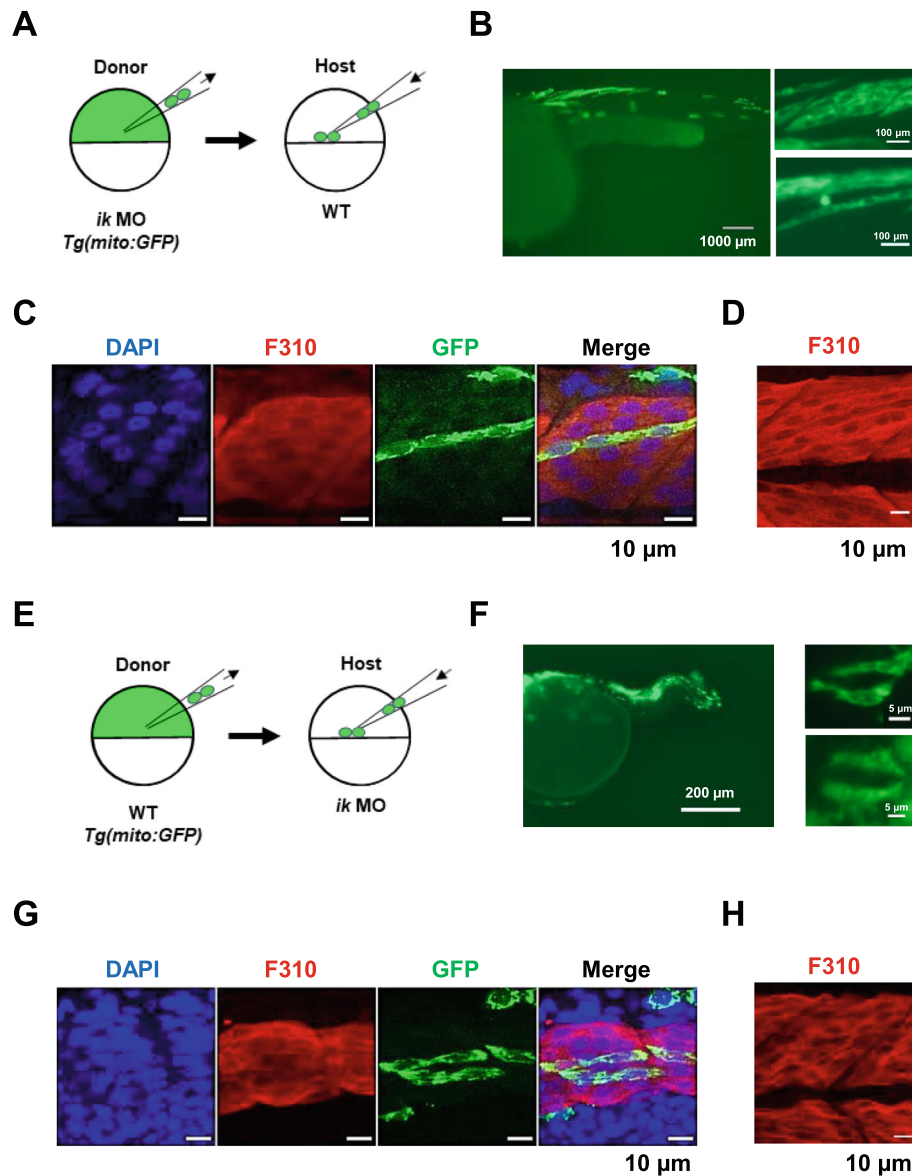 A
Donor
Host
ik MO
Tg(mito:GFP)
WT
B
1000 µm
100 µm
100 µm
C
DAPI
F310
GFP
Merge
10 µm
D
F310
10 µm
E
Donor
Host
WT
Tg(mito:GFP)
ik MO
F
200 µm
5 µm
5 µm
G
DAPI
F310
GFP
Merge
10 µm
H
F310
10 µm